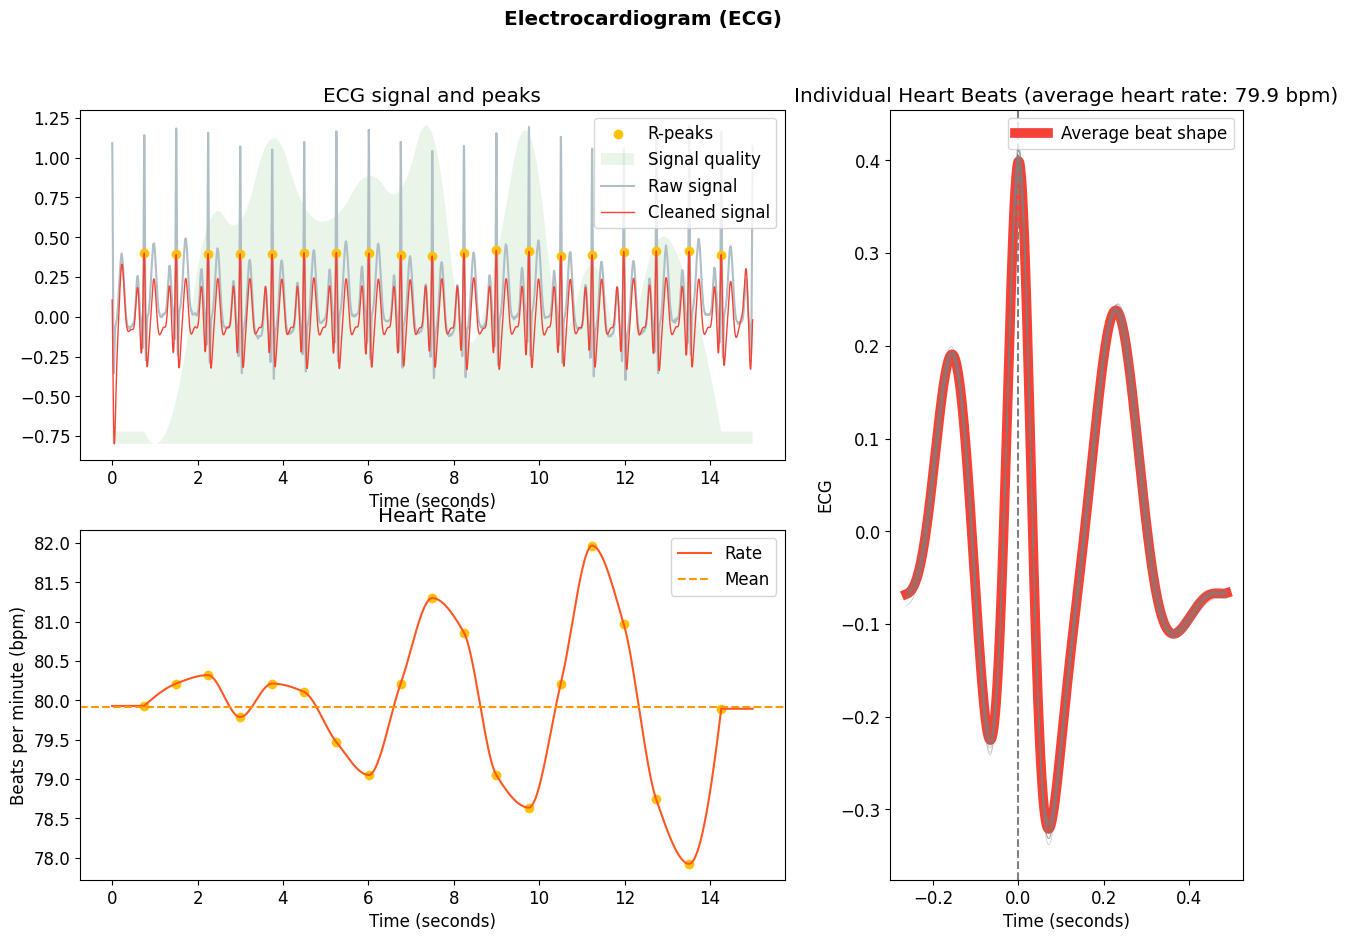 Electrocardiogram (ECG)
ECG signal and peaks
1.25
1.00
0.75
0.50
0.25
0.00
−0.25
−0.50
−0.75
R-peaks
Signal quality
Raw signal
Cleaned signal
0 2 4 6 8 10 12 14
Time (seconds)
Heart Rate
Beats per minute (bpm)
82.0
81.5
81.0
80.5
80.0
79.5
79.0
78.5
78.0
Rate
Mean
0 2 4 6 8 10 12 14
Time (seconds)
Individual Heart Beats (average heart rate: 79.9 bpm)
Average beat shape
ECG
0.4
0.3
0.2
0.1
0.0
−0.1
−0.2
−0.3
−0.2 0.0 0.2 0.4
Time (seconds)